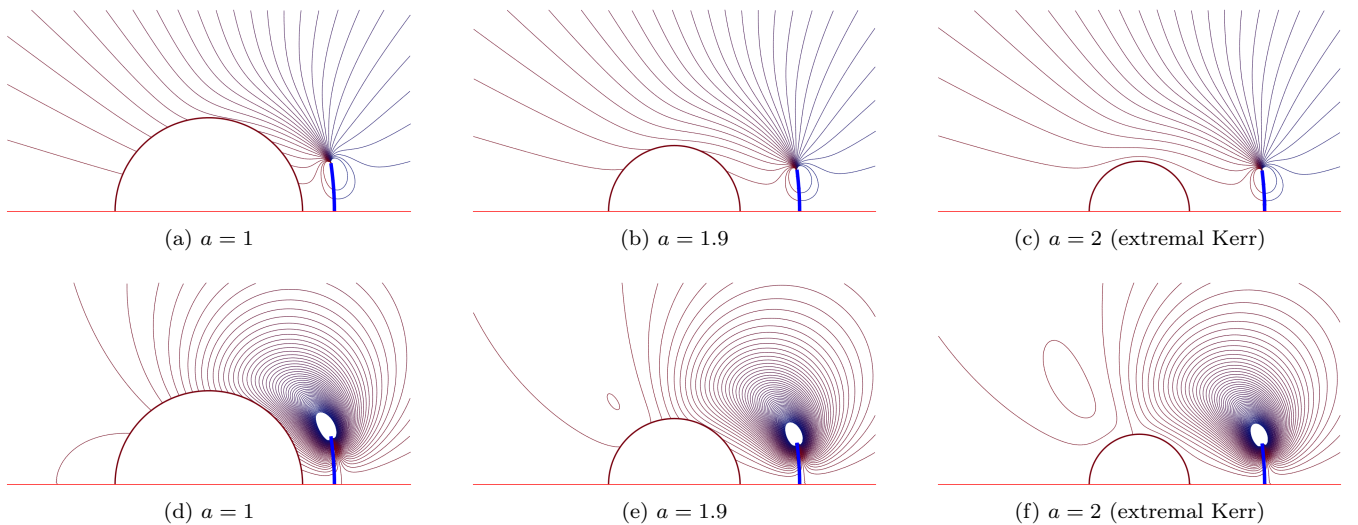 (a) a = 1
(b) a = 1.9
(c) a = 2 (extremal Kerr)
(d) a = 1
(e) a = 1.9
(f) a = 2 (extremal Kerr)